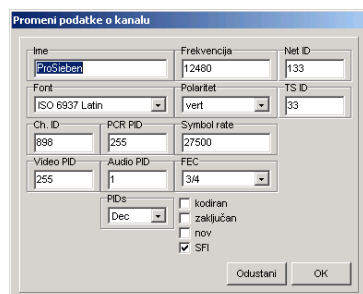 Promeni podatke o kanalu
Ime Frekvencija Net ID
ProSieben 12480 133
Font Polaritet TS ID
ISO 6937 Latin vert 33
Ch. ID PCR PID Symbol rate
898 255 27500
Video PID Audio PID FEC
255 1 3/4
PIDs
Dec
kodiran
zaključan
nov
SFI
Odustani OK